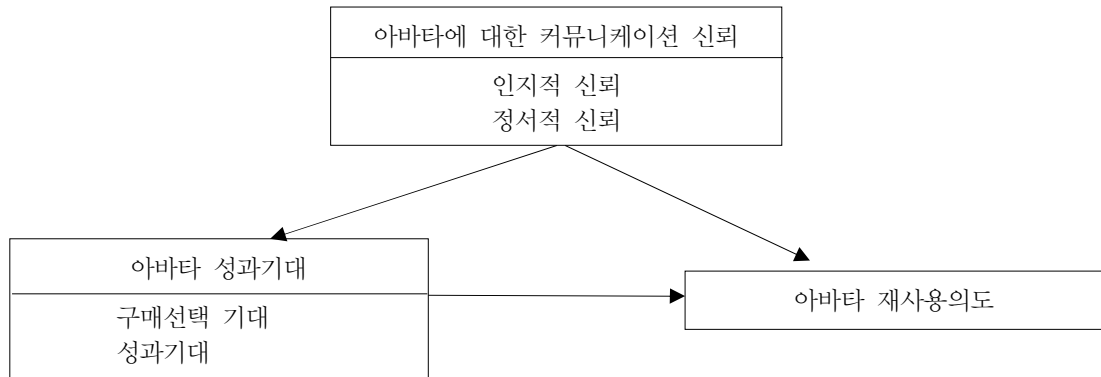 아바타에 대한 커뮤니케이션 신뢰
인지적 신뢰
정서적 신뢰
아바타 성과기대
구매선택 기대
성과기대
아바타 재사용의도